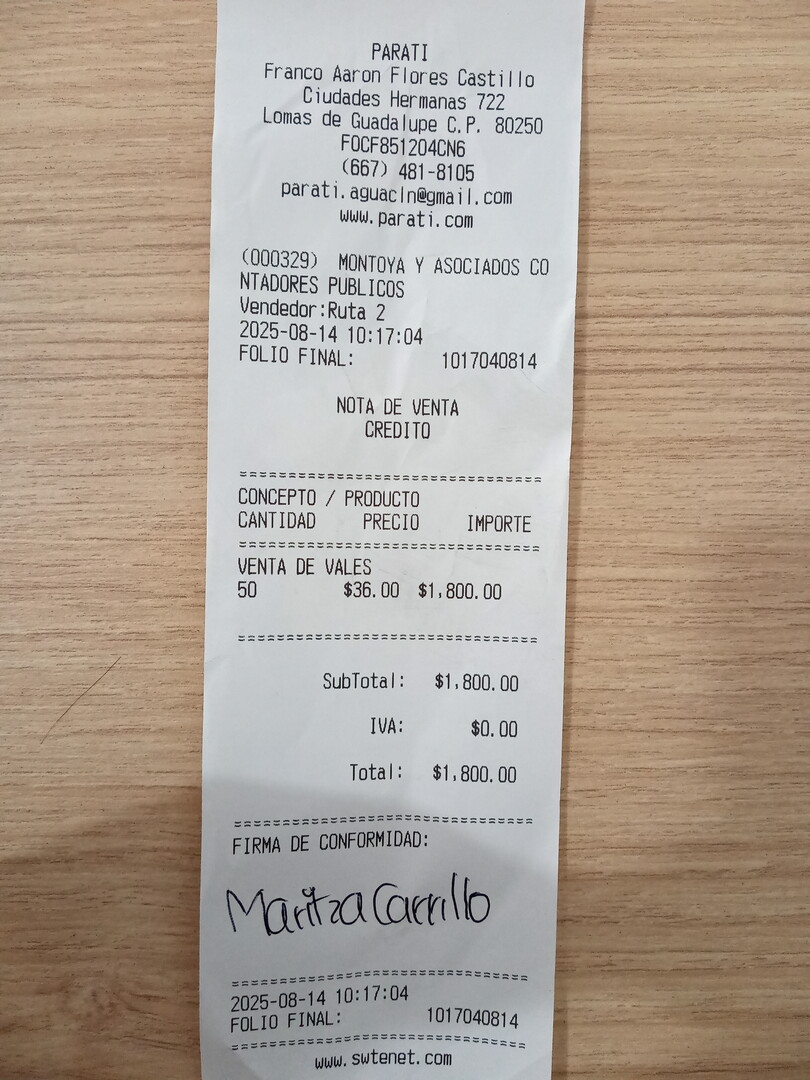 PARATI
Franco Aaron Flores Castillo
Ciudades Hermanas 722
Lomas de Guadalupe C.P. 80250
FOCF851204CN6
(667) 481-8105
parati.aguacln@gmail.com
www.parati.com
(000329) MONTOYA Y ASOCIADOS CO
NTADORES PUBLICOS
Vendedor:Ruta 2
2025-08-14 10:17:04
FOLIO FINAL: 1017040814
NOTA DE VENTA
CREDITO
================================
CONCEPTO / PRODUCTO
CANTIDAD PRECIO IMPORTE
================================
VENTA DE VALES
50 $36.00 $1,800.00
================================
SubTotal: $1,800.00
IVA: $0.00
Total: $1,800.00
================================
FIRMA DE CONFORMIDAD:
Maritza Carrillo
================================
2025-08-14 10:17:04
FOLIO FINAL: 1017040814
================================
www.swtenet.com